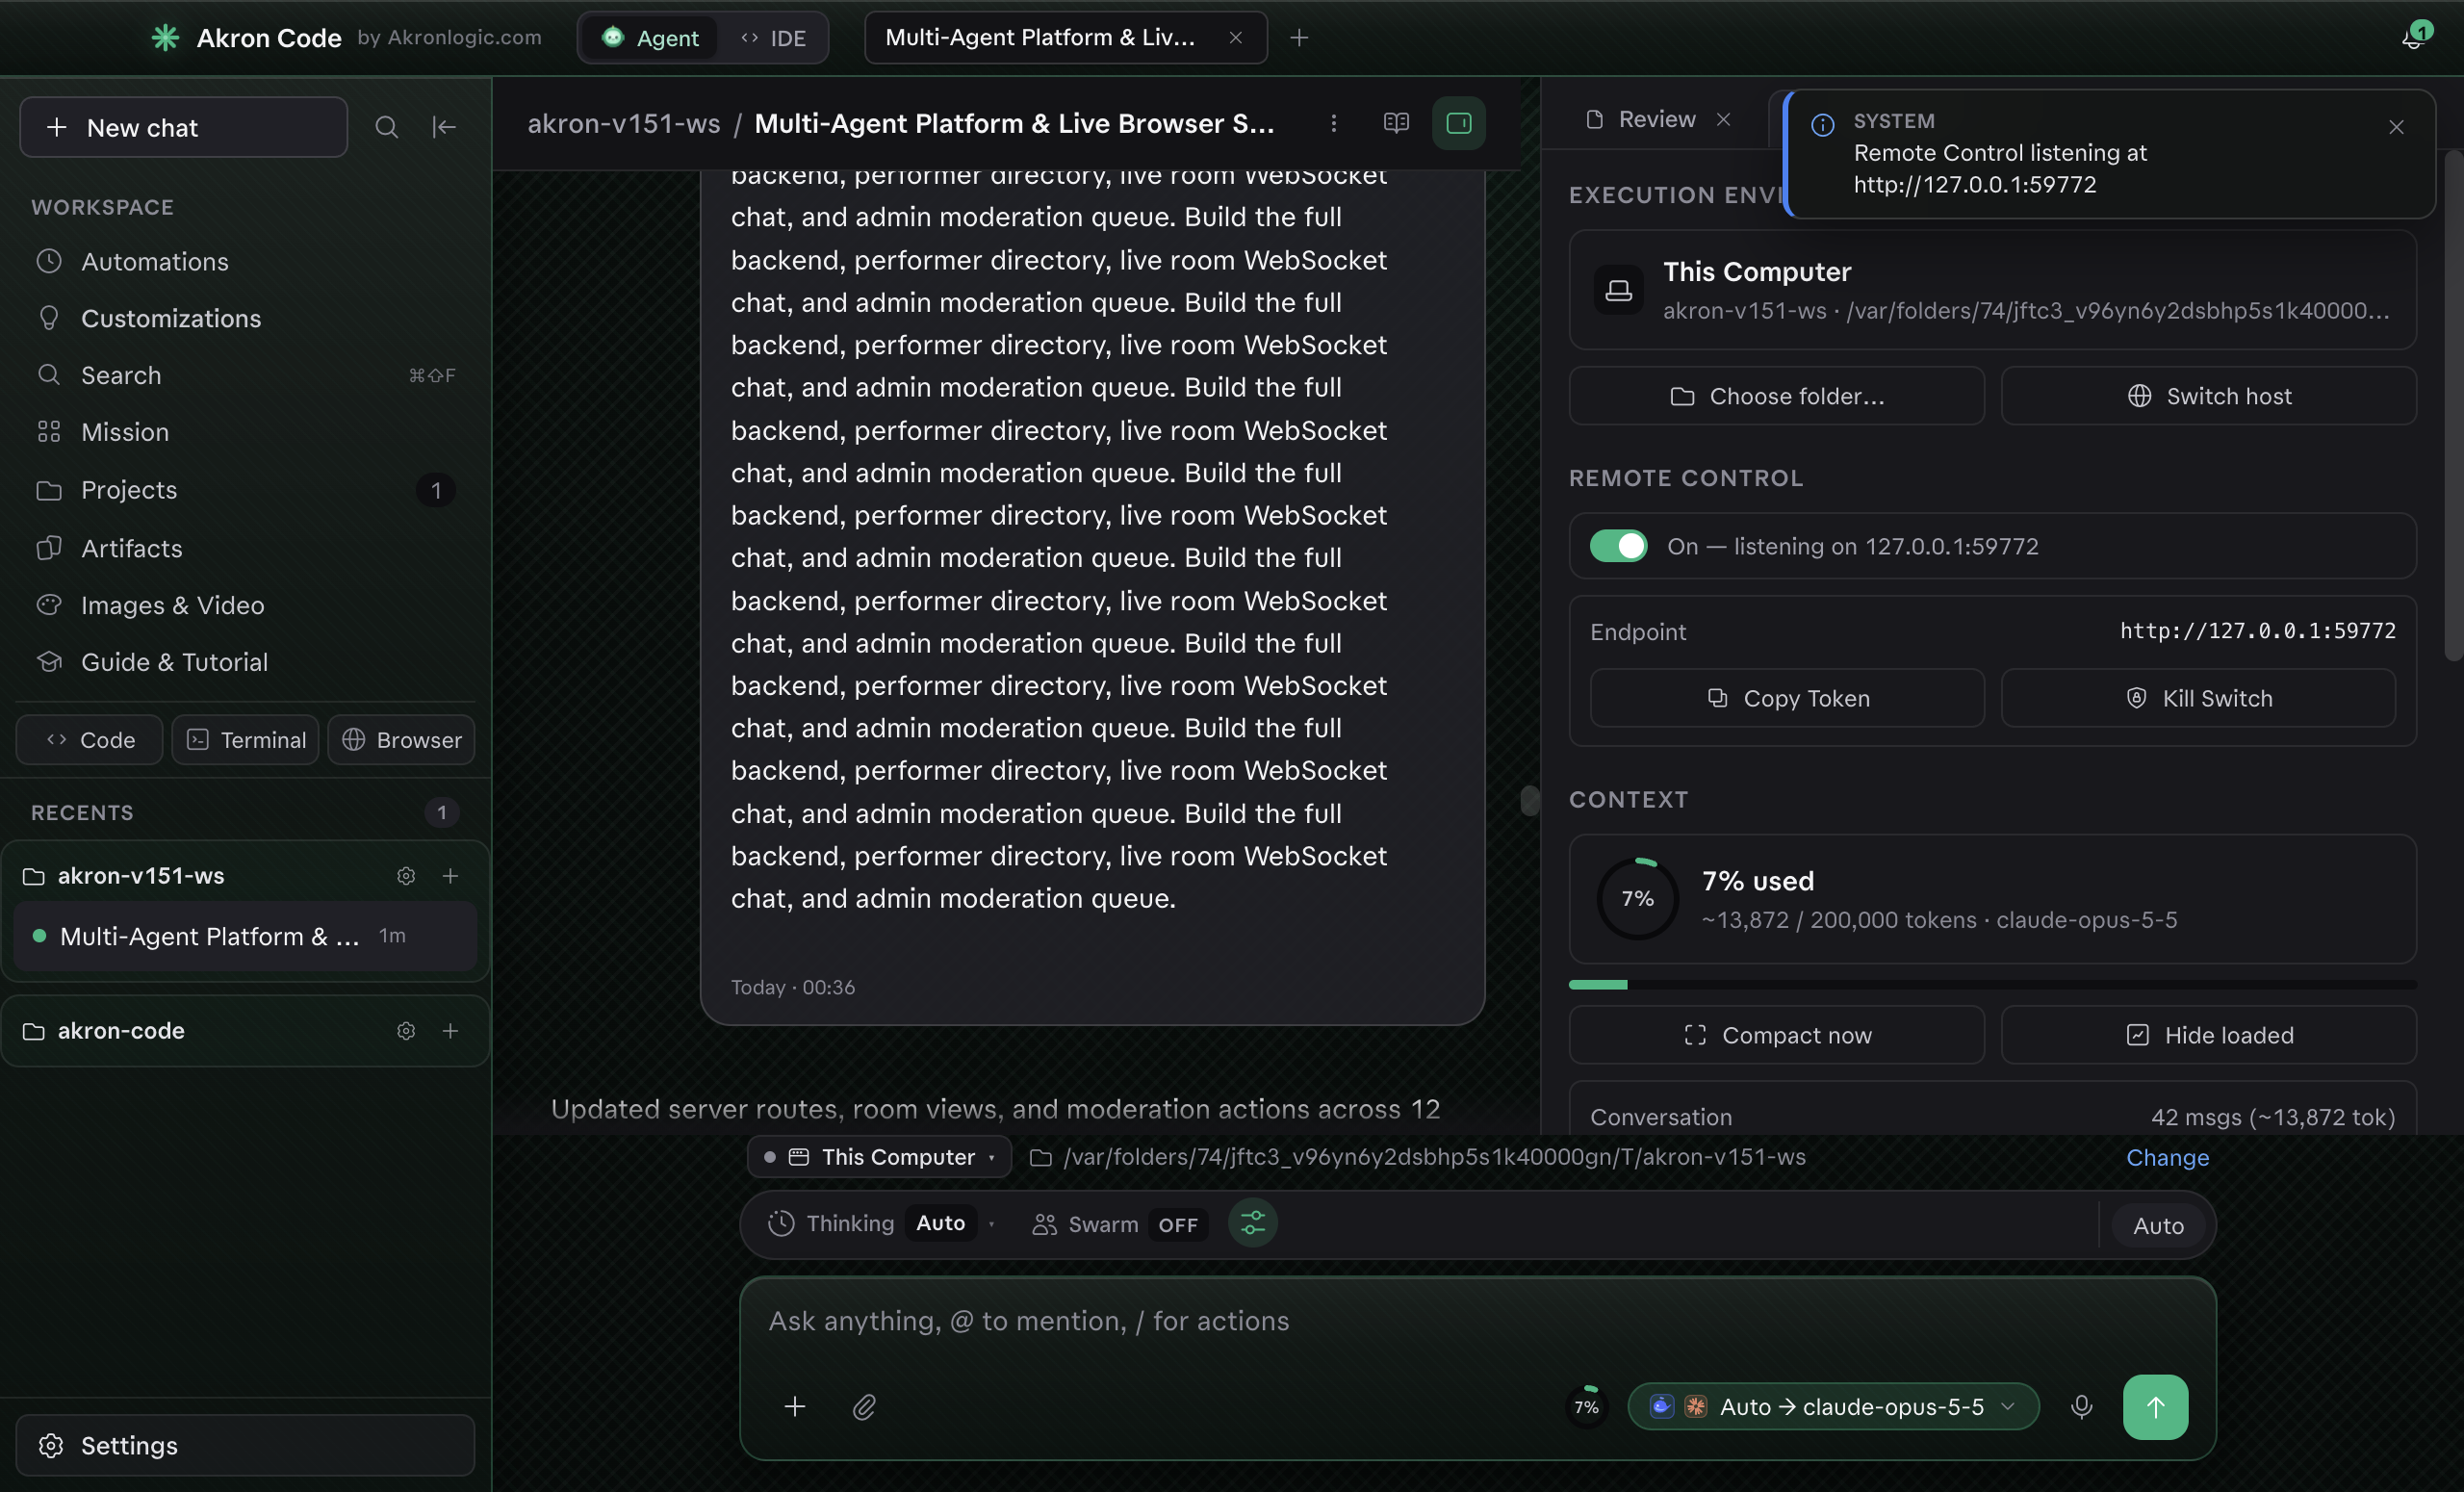 Akron Code by Akronlogic.com
Agent
IDE
Multi-Agent Platform & Liv...
1
New chat
WORKSPACE
Automations
Customizations
Search ⌘⇧F
Mission
Projects 1
Artifacts
Images & Video
Guide & Tutorial
Code
Terminal
Browser
RECENTS 1
akron-v151-ws
Multi-Agent Platform & ... 1m
akron-code
Settings
akron-v151-ws / Multi-Agent Platform & Live Browser S...
backend, performer directory, live room WebSocket
chat, and admin moderation queue. Build the full
backend, performer directory, live room WebSocket
chat, and admin moderation queue. Build the full
backend, performer directory, live room WebSocket
chat, and admin moderation queue. Build the full
backend, performer directory, live room WebSocket
chat, and admin moderation queue. Build the full
backend, performer directory, live room WebSocket
chat, and admin moderation queue. Build the full
backend, performer directory, live room WebSocket
chat, and admin moderation queue. Build the full
backend, performer directory, live room WebSocket
chat, and admin moderation queue. Build the full
backend, performer directory, live room WebSocket
chat, and admin moderation queue. Build the full
backend, performer directory, live room WebSocket
chat, and admin moderation queue.
Today · 00:36
Updated server routes, room views, and moderation actions across 12
Review
SYSTEM
Remote Control listening at
http://127.0.0.1:59772
EXECUTION ENVI
This Computer
akron-v151-ws · /var/folders/74/jftc3_v96yn6y2dsbhp5s1k40000...
Choose folder...
Switch host
REMOTE CONTROL
On — listening on 127.0.0.1:59772
Endpoint http://127.0.0.1:59772
Copy Token
Kill Switch
CONTEXT
7%
7% used
~13,872 / 200,000 tokens · claude-opus-5-5
Compact now
Hide loaded
Conversation 42 msgs (~13,872 tok)
This Computer
/var/folders/74/jftc3_v96yn6y2dsbhp5s1k40000gn/T/akron-v151-ws
Change
Thinking Auto
Swarm OFF
Auto
Ask anything, @ to mention, / for actions
7%
Auto → claude-opus-5-5